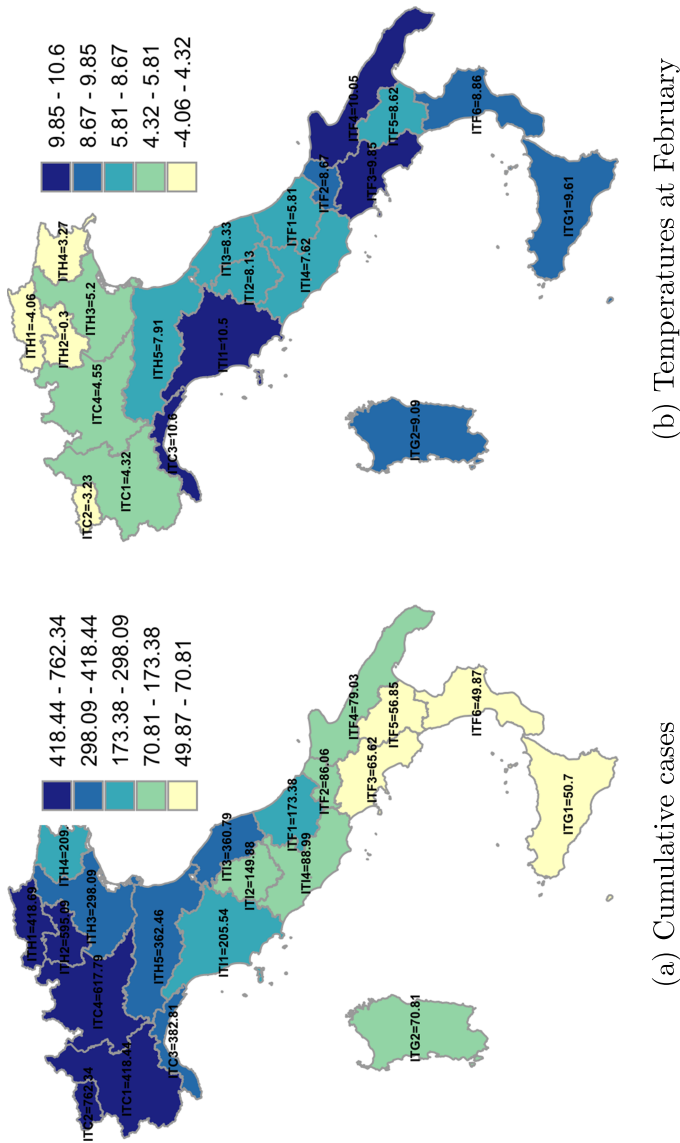 418.44 - 762.34
298.09 - 418.44
173.38 - 298.09
70.81 - 173.38
49.87 - 70.81
ITH1=418.69
ITH2=595.09
ITH4=209.
ITH3=298.09
ITC4=617.79
ITC2=762.34
ITC1=418.44
ITH5=362.46
ITC3=382.81
ITI3=360.79
ITI1=205.54
ITI2=149.88
ITF1=173.38
ITI4=88.99
ITF2=86.06
ITF4=79.03
ITF3=65.62
ITF5=56.85
ITG2=70.81
ITF6=49.87
ITG1=50.7
(a) Cumulative cases
9.85 - 10.6
8.67 - 9.85
5.81 - 8.67
4.32 - 5.81
-4.06 - 4.32
ITH1=-4.06
ITH2=-0.3
ITH4=3.27
ITH3=5.2
ITC4=4.55
ITC2=-3.23
ITC1=4.32
ITH5=7.91
ITC3=10.6
ITI3=8.33
ITI1=10.5
ITI2=8.13
ITF1=5.81
ITI4=7.62
ITF2=8.67
ITF4=10.05
ITF3=9.85
ITF5=8.62
ITG2=9.09
ITF6=8.86
ITG1=9.61
(b) Temperatures at February